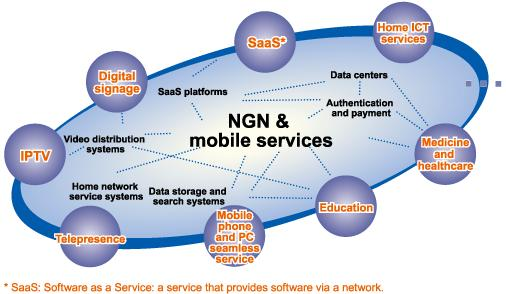 SaaS*
Home ICT
services
Digital
signage
SaaS platforms
Data centers
Authentication
and payment
NGN &
mobile services
IPTV
Video distribution
systems
Medicine
and
healthcare
Home network
service systems
Data storage and
search systems
Education
Telepresence
Mobile
phone
and PC
seamless
service
* SaaS: Software as a Service: a service that provides software via a network.